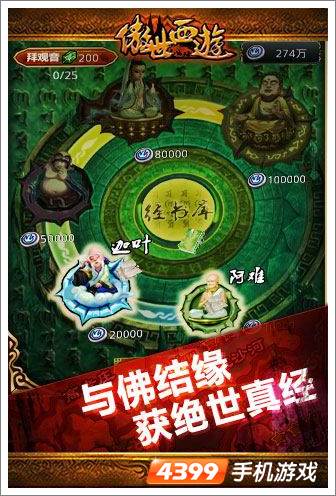 傲世西游
拜观音 200
0/25
274万
80000
100000
50000
经书库
迦叶
阿难
20000
与佛结缘
获绝世真经
4399 手机游戏